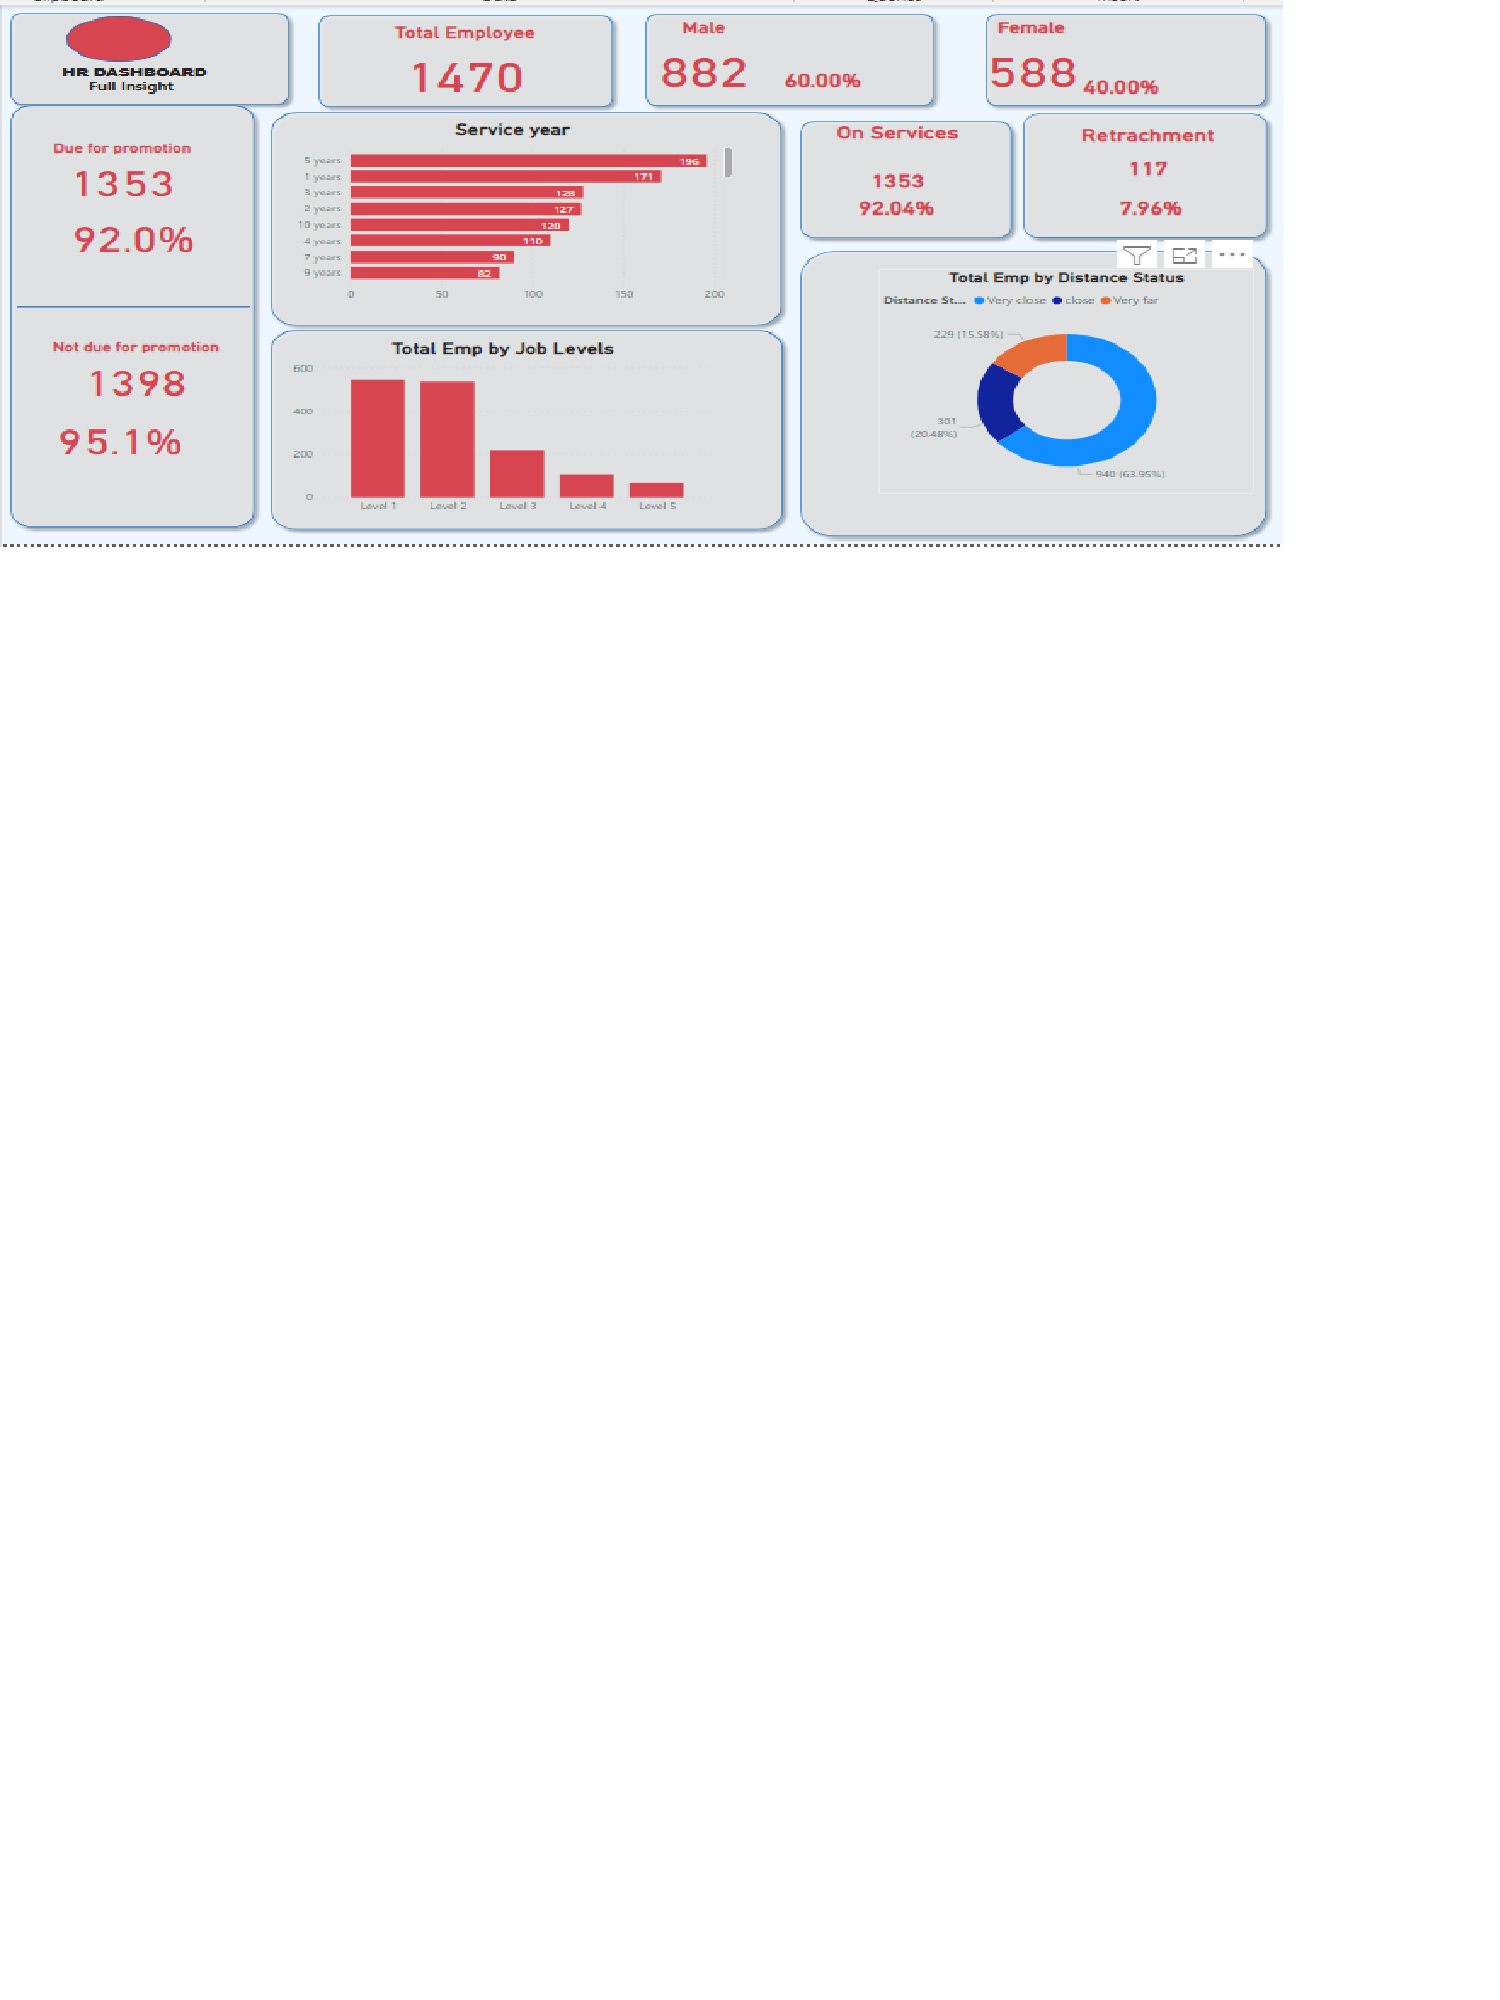 HR DASHBOARD
Full Insight
Total Employee
1470
Male
882 60.00%
Female
588 40.00%
Due for promotion
1353
92.0%
Not due for promotion
1398
95.1%
Service year
5 years 196
1 years 171
3 years 128
2 years 127
10 years 120
4 years 110
7 years 90
9 years 82
0 50 100 150 200
Total Emp by Job Levels
600
400
200
0
Level 1 Level 2 Level 3 Level 4 Level 5
On Services
1353
92.04%
Retrachment
117
7.96%
Total Emp by Distance Status
Distance St... Very close close Very far
229 (15.58%)
301
(20.48%)
940 (63.95%)